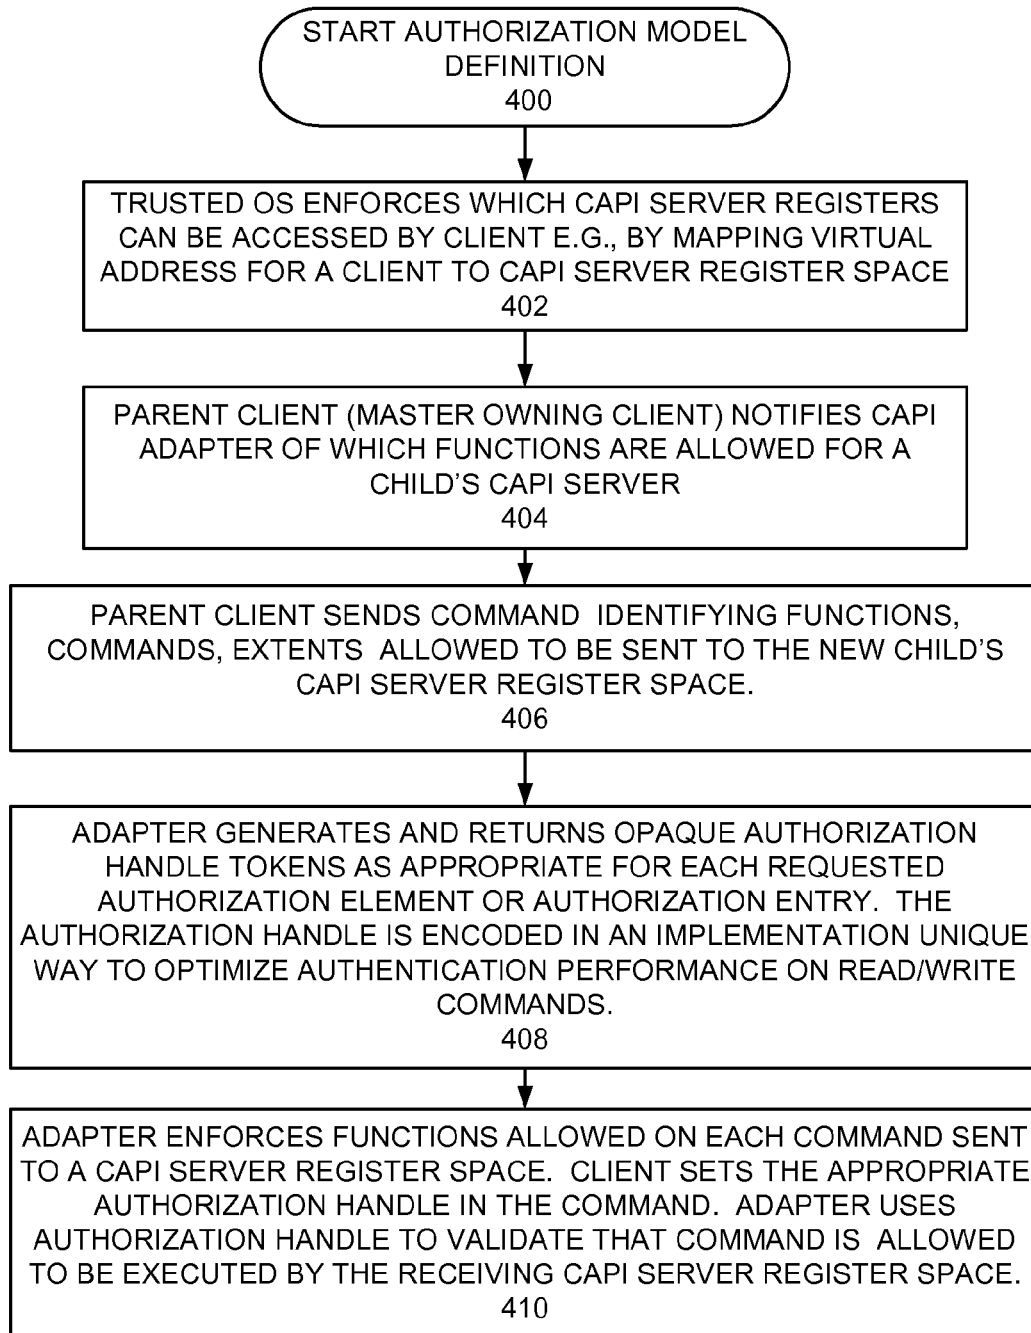 START AUTHORIZATION MODEL
DEFINITION
400
TRUSTED OS ENFORCES WHICH CAPI SERVER REGISTERS
CAN BE ACCESSED BY CLIENT E.G., BY MAPPING VIRTUAL
ADDRESS FOR A CLIENT TO CAPI SERVER REGISTER SPACE
402
PARENT CLIENT (MASTER OWNING CLIENT) NOTIFIES CAPI
ADAPTER OF WHICH FUNCTIONS ARE ALLOWED FOR A
CHILD'S CAPI SERVER
404
PARENT CLIENT SENDS COMMAND IDENTIFYING FUNCTIONS,
COMMANDS, EXTENTS ALLOWED TO BE SENT TO THE NEW CHILD'S
CAPI SERVER REGISTER SPACE.
406
ADAPTER GENERATES AND RETURNS OPAQUE AUTHORIZATION
HANDLE TOKENS AS APPROPRIATE FOR EACH REQUESTED
AUTHORIZATION ELEMENT OR AUTHORIZATION ENTRY. THE
AUTHORIZATION HANDLE IS ENCODED IN AN IMPLEMENTATION UNIQUE
WAY TO OPTIMIZE AUTHENTICATION PERFORMANCE ON READ/WRITE
COMMANDS.
408
ADAPTER ENFORCES FUNCTIONS ALLOWED ON EACH COMMAND SENT
TO A CAPI SERVER REGISTER SPACE. CLIENT SETS THE APPROPRIATE
AUTHORIZATION HANDLE IN THE COMMAND. ADAPTER USES
AUTHORIZATION HANDLE TO VALIDATE THAT COMMAND IS ALLOWED
TO BE EXECUTED BY THE RECEIVING CAPI SERVER REGISTER SPACE.
410